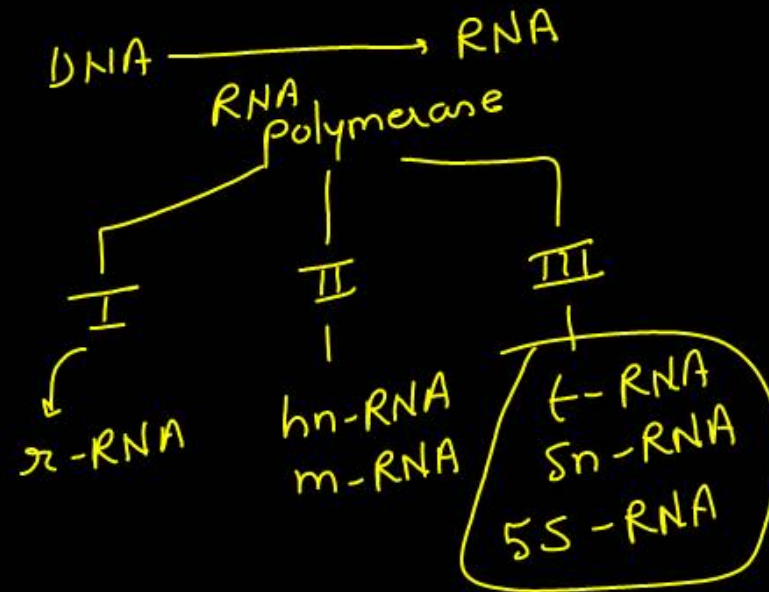 DNA → RNA
RNA
Polymerase
I II III
r-RNA
hn-RNA
m-RNA
t-RNA
Sn-RNA
5S-RNA